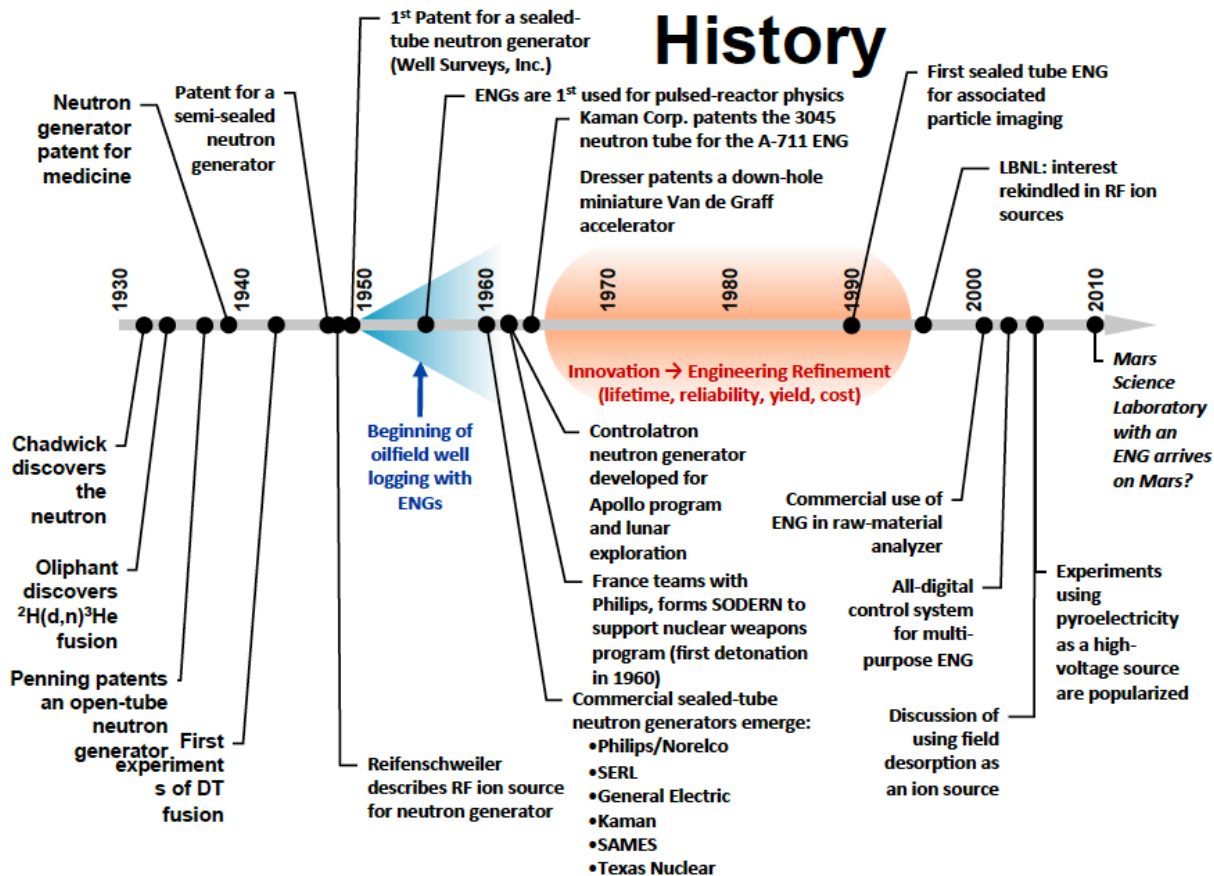 History
1st Patent for a sealed-
tube neutron generator
(Well Surveys, Inc.)
Neutron
generator
patent for
medicine
Patent for a
semi-sealed
neutron
generator
ENGs are 1st used for pulsed-reactor physics
Kaman Corp. patents the 3045
neutron tube for the A-711 ENG
Dresser patents a down-hole
miniature Van de Graff
accelerator
First sealed tube ENG
for associated
particle imaging
LBNL: interest
rekindled in RF ion
sources
1930
1940
1950
1960
1970
1980
1990
2000
2010
Innovation → Engineering Refinement
(lifetime, reliability, yield, cost)
Beginning of
oilfield well
logging with
ENGs
Chadwick
discovers
the
neutron
Oliphant
discovers
²H(d,n)³He
fusion
Penning patents
an open-tube
neutron
generator
First
experiment
s of DT
fusion
Reifenschweiler
describes RF ion source
for neutron generator
Controlatron
neutron generator
developed for
Apollo program
and lunar
exploration
France teams with
Philips, forms SODERN to
support nuclear weapons
program (first detonation
in 1960)
Commercial sealed-tube
neutron generators emerge:
•Philips/Norelco
•SERL
•General Electric
•Kaman
•SAMES
•Texas Nuclear
Commercial use of
ENG in raw-material
analyzer
All-digital
control system
for multi-
purpose ENG
Discussion of
using field
desorption as
an ion source
Experiments
using
pyroelectricity
as a high-
voltage source
are popularized
Mars
Science
Laboratory
with an
ENG arrives
on Mars?